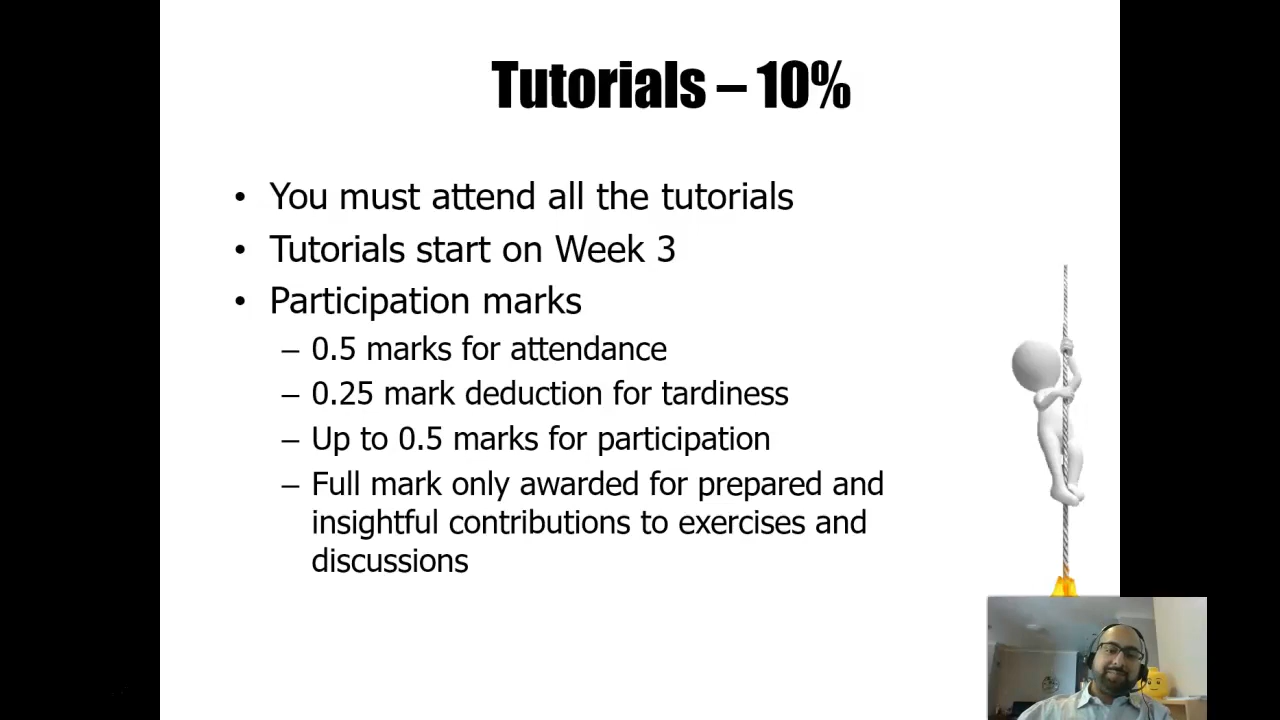 Tutorials – 10%
• You must attend all the tutorials
• Tutorials start on Week 3
• Participation marks
– 0.5 marks for attendance
– 0.25 mark deduction for tardiness
– Up to 0.5 marks for participation
– Full mark only awarded for prepared and
insightful contributions to exercises and
discussions